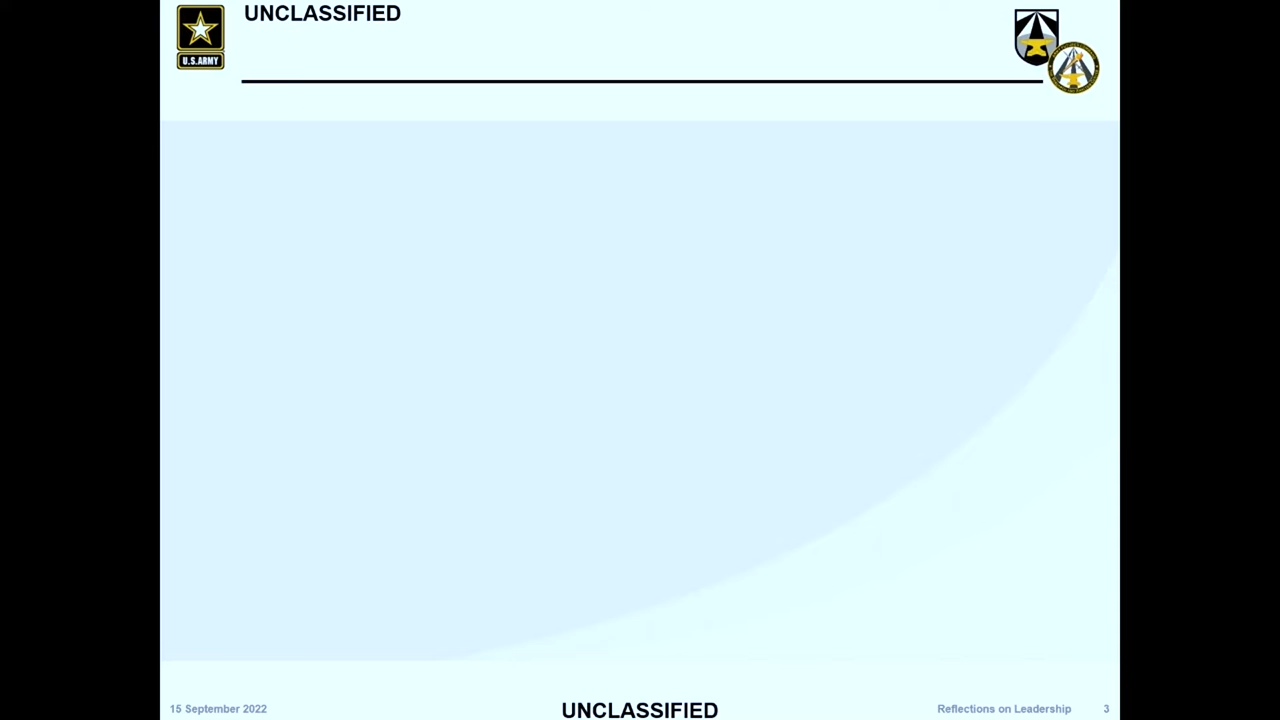 UNCLASSIFIED
U.S.ARMY
15 September 2022
UNCLASSIFIED
Reflections on Leadership
3